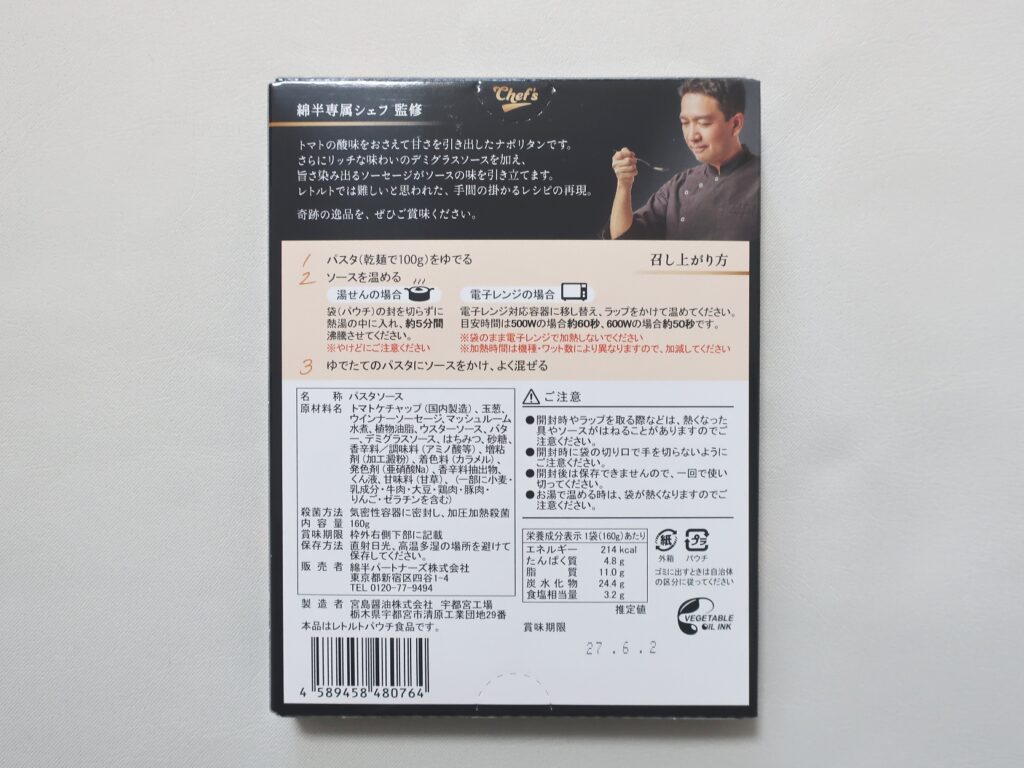 Chef's
綿半専属シェフ 監修
トマトの酸味をおさえて甘さを引き出したナポリタンです。
さらにリッチな味わいのデミグラスソースを加え、
旨さ染み出るソーセージがソースの味を引き立てます。
レトルトでは難しいと思われた、手間の掛かるレシピの再現。
奇跡の逸品を、ぜひご賞味ください。
召し上がり方
1 パスタ(乾麺で100g)をゆでる
2 ソースを温める
湯せんの場合
袋(パウチ)の封を切らずに
熱湯の中に入れ、約5分間
沸騰させてください。
※やけどにご注意ください
電子レンジの場合
電子レンジ対応容器に移し替え、ラップをかけて温めてください。
目安時間は500Wの場合約60秒、600Wの場合約50秒です。
※袋のまま電子レンジで加熱しないでください
※加熱時間は機種・ワット数により異なりますので、加減してください
3 ゆでたてのパスタにソースをかけ、よく混ぜる
名称 パスタソース
原材料名 トマトケチャップ(国内製造)、玉葱、
ウインナーソーセージ、マッシュルーム
水煮、植物油脂、ウスターソース、バタ
ー、デミグラスソース、はちみつ、砂糖、
香辛料/調味料(アミノ酸等)、増粘
剤(加工澱粉)、着色料(カラメル)、
発色剤(亜硝酸Na)、香辛料抽出物、
くん液、甘味料(甘草)、(一部に小麦・
乳成分・牛肉・大豆・鶏肉・豚肉・
りんご・ゼラチンを含む)
殺菌方法 気密性容器に密封し、加圧加熱殺菌
内容量 160g
賞味期限 枠外右側下部に記載
保存方法 直射日光、高温多湿の場所を避けて
保存してください。
販売者 綿半パートナーズ株式会社
東京都新宿区四谷1-4
TEL 0120-77-9494
製造者 宮島醤油株式会社 宇都宮工場
栃木県宇都宮市清原工業団地29番
本品はレトルトパウチ食品です。
4 589458 480764
ご注意
●開封時やラップを取る際などは、熱くなった
具やソースがはねることがありますのでご
注意ください。
●開封時に袋の切り口で手を切らないように
ご注意ください。
●開封後は保存できませんので、一回で使い
切ってください。
●お湯で温める時は、袋が熱くなりますのでご
注意ください。
栄養成分表示 1袋(160g)あたり
エネルギー 214 kcal
たんぱく質 4.8 g
脂質 11.0 g
炭水化物 24.4 g
食塩相当量 3.2 g
推定値
紙
外箱
プラ
パウチ
ゴミに出すときは自治体
の区分に従ってください
VEGETABLE
OIL INK
賞味期限
27.6.2